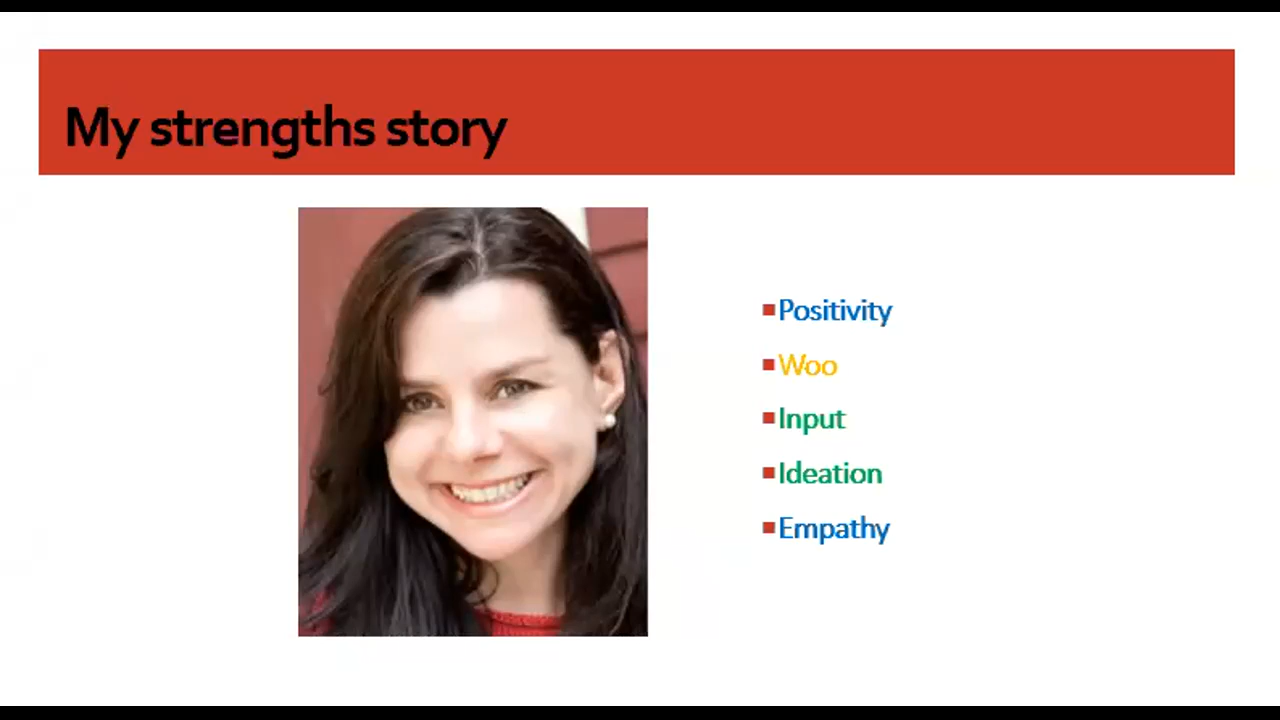 My strengths story
Positivity
Woo
Input
Ideation
Empathy